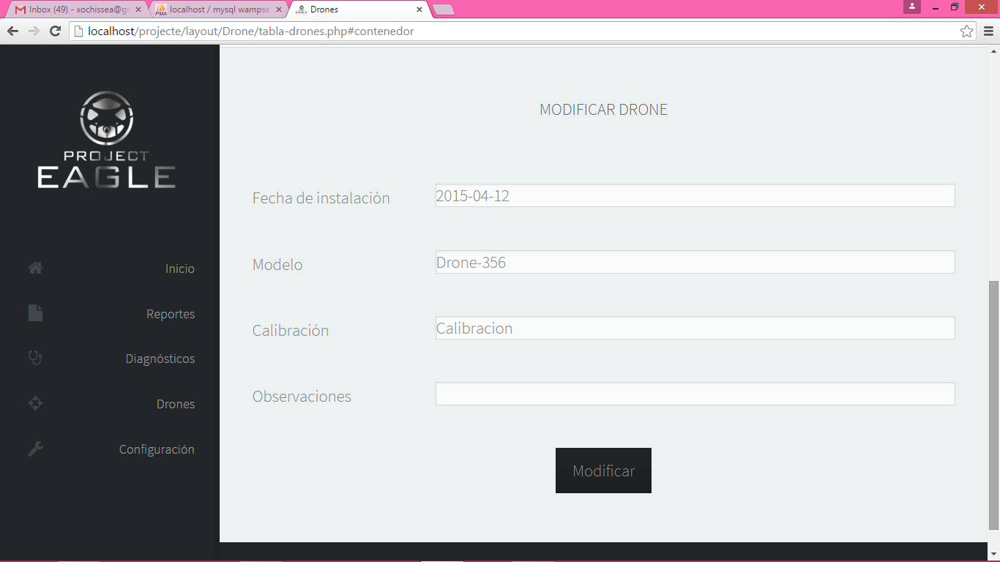 Inbox (49) - xochissea@gr
localhost / mysql wampse
Drones
localhost/projecte/layout/Drone/tabla-drones.php#contenedor
PROJECT
EAGLE
Inicio
Reportes
Diagnósticos
Drones
Configuración
MODIFICAR DRONE
Fecha de instalación 2015-04-12
Modelo Drone-356
Calibración Calibracion
Observaciones
Modificar